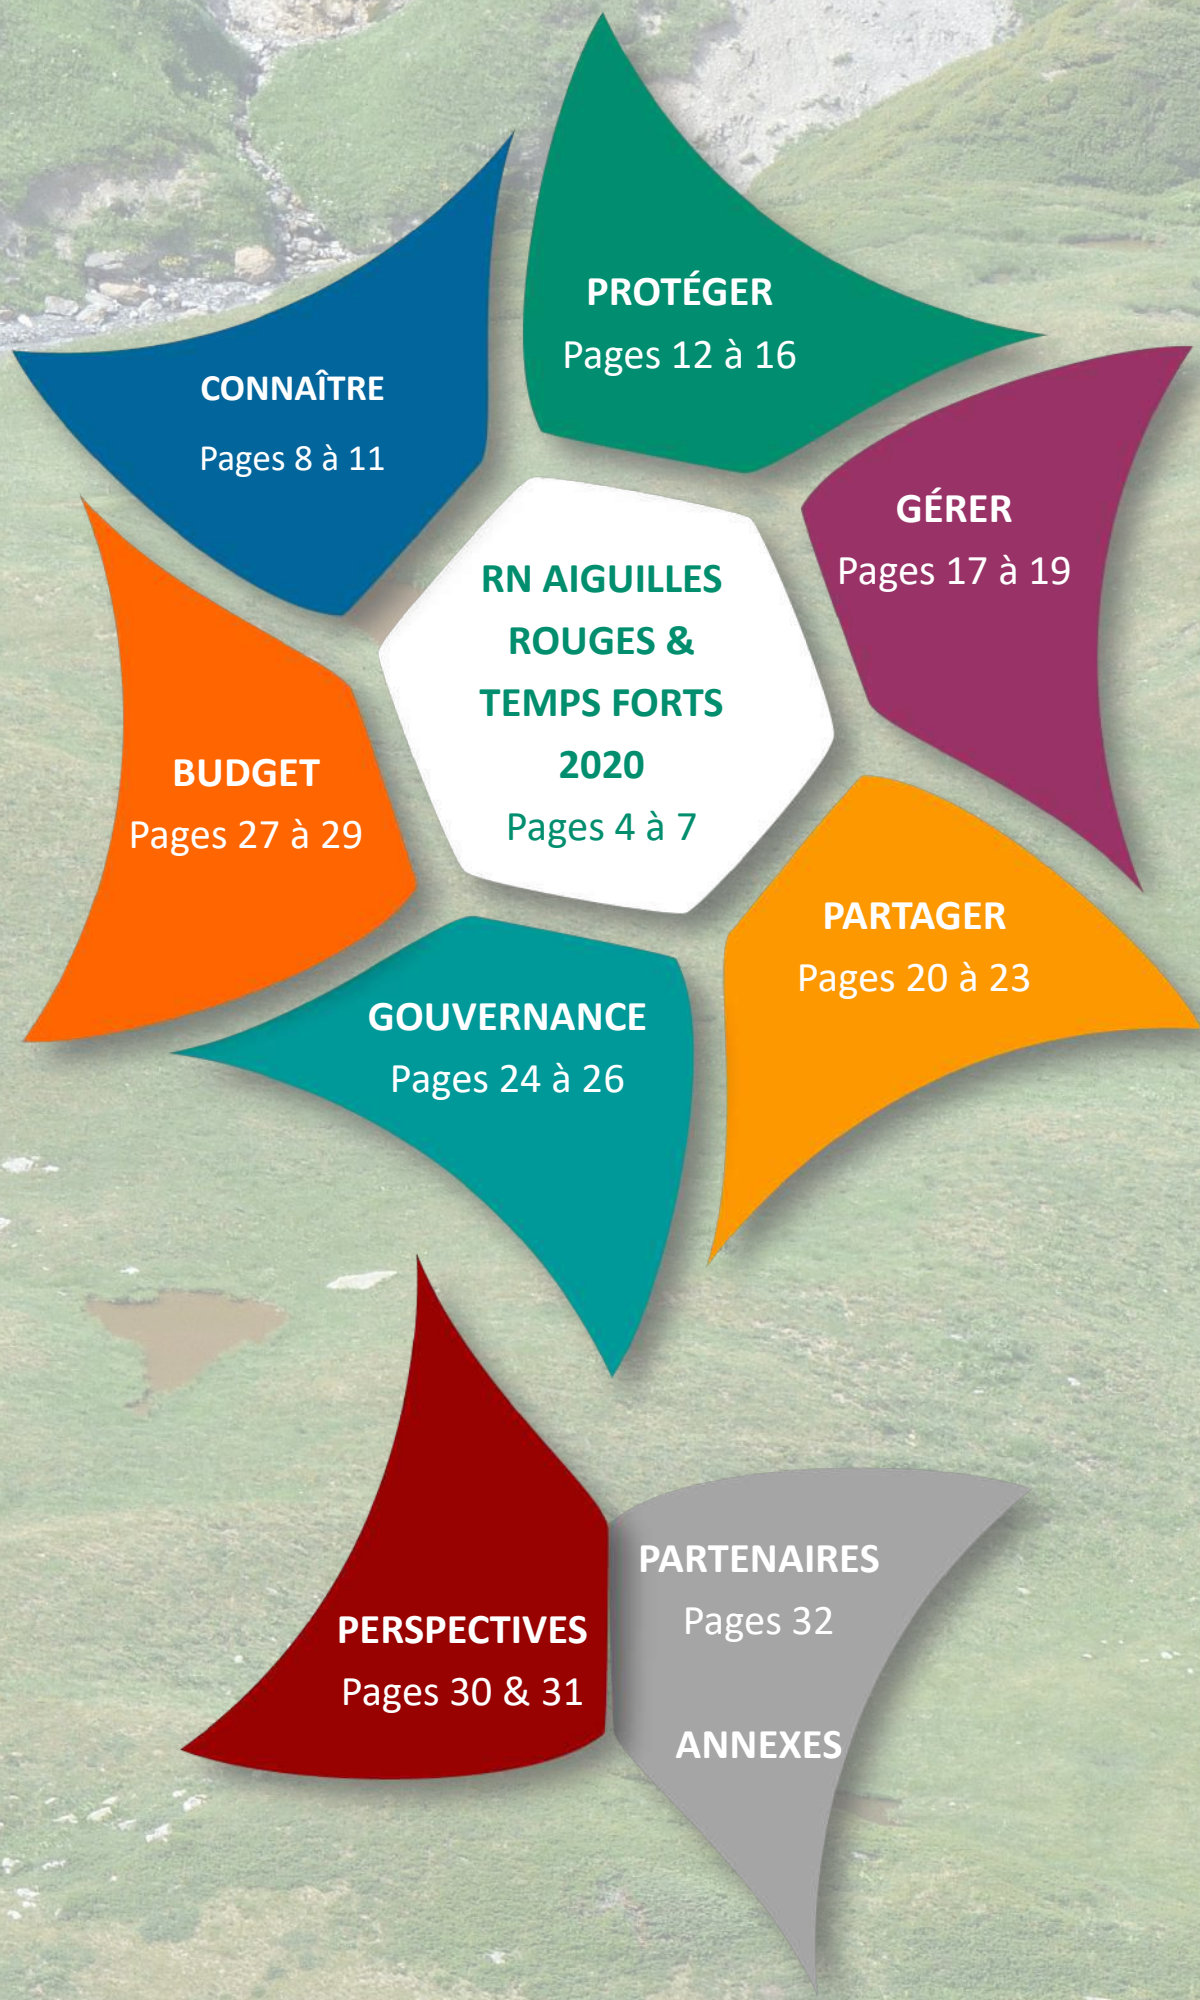 PROTÉGER
Pages 12 à 16
CONNAÎTRE
Pages 8 à 11
GÉRER
Pages 17 à 19
RN AIGUILLES
ROUGES &
TEMPS FORTS
2020
Pages 4 à 7
BUDGET
Pages 27 à 29
PARTAGER
Pages 20 à 23
GOUVERNANCE
Pages 24 à 26
PERSPECTIVES
Pages 30 & 31
PARTENAIRES
Pages 32
ANNEXES